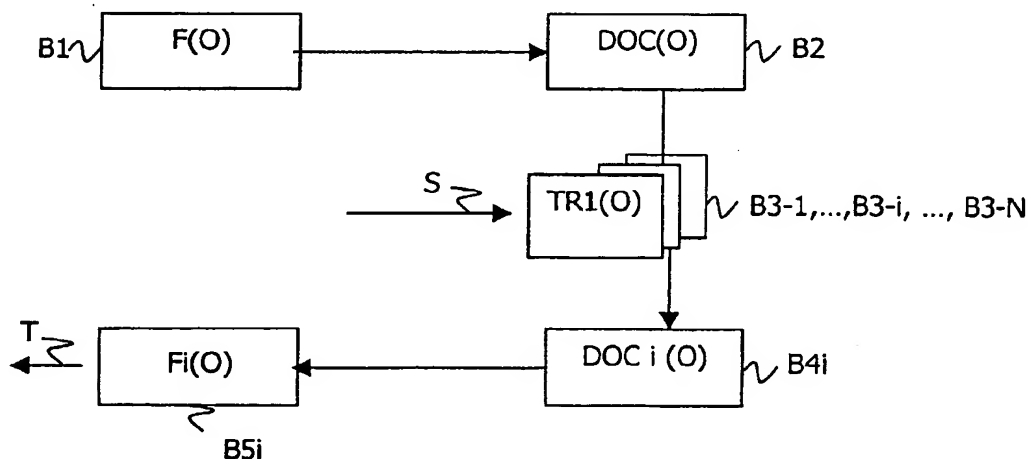 B1 F(O) DOC(O) B2
S TR1(O) B3-1,...,B3-i, ..., B3-N
T Fi(O) DOC i (O) B4i
B5i